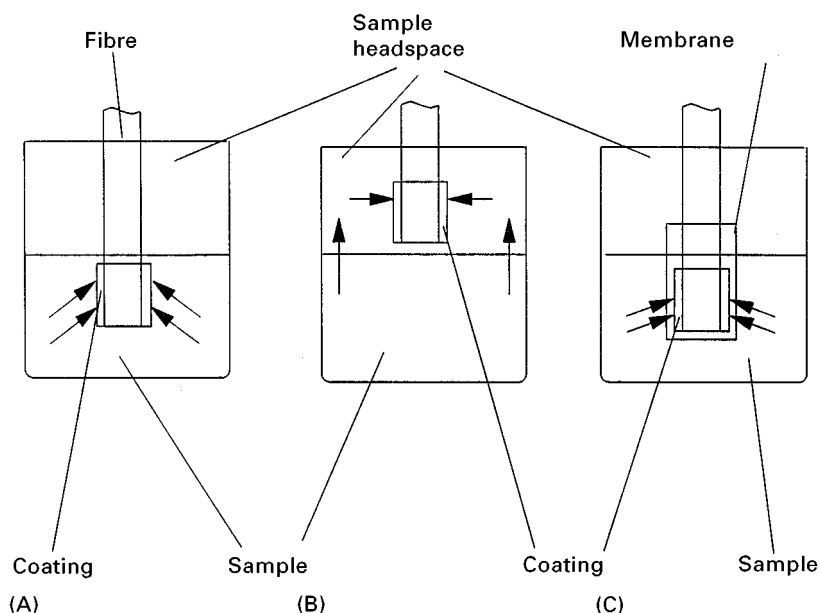 Fibre
Sample
headspace
Membrane
Coating
Sample
Coating
Sample
(A)
(B)
(C)